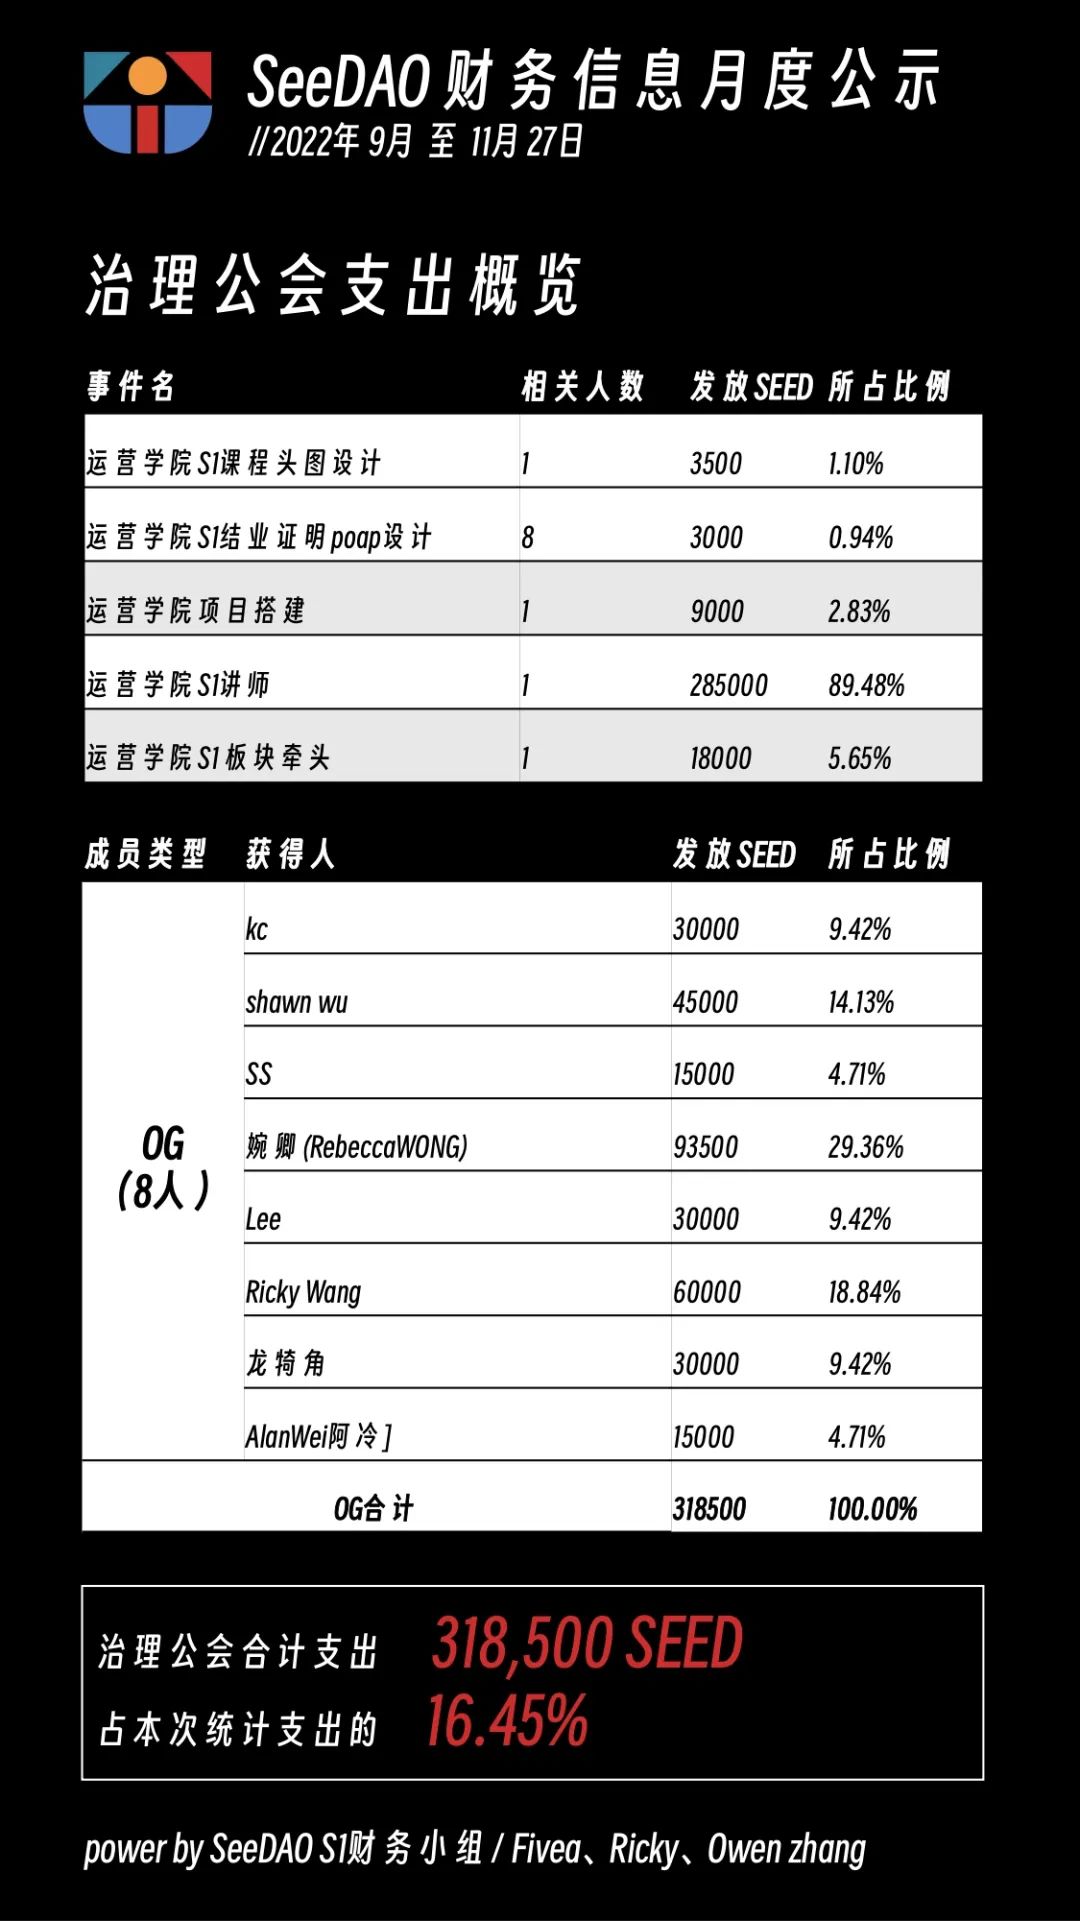 SeeDAO 财务信息月度公示
//2022年 9月 至 11月 27日
治理公会支出概览
事件名 相关人数 发放SEED 所占比例
运营学院S1课程头图设计 1 3500 1.10%
运营学院S1结业证明poap设计 8 3000 0.94%
运营学院项目搭建 1 9000 2.83%
运营学院S1讲师 1 285000 89.48%
运营学院S1板块牵头 1 18000 5.65%
成员类型 获得人 发放SEED 所占比例
kc 30000 9.42%
shawn wu 45000 14.13%
SS 15000 4.71%
OG
(8人)
婉卿(RebeccaWONG) 93500 29.36%
Lee 30000 9.42%
Ricky Wang 60000 18.84%
龙犄角 30000 9.42%
AlanWei阿冷] 15000 4.71%
OG合计 318500 100.00%
治理公会合计支出 318,500 SEED
占本次统计支出的 16.45%
power by SeeDAO S1财务小组 / Fivea、Ricky、Owen zhang